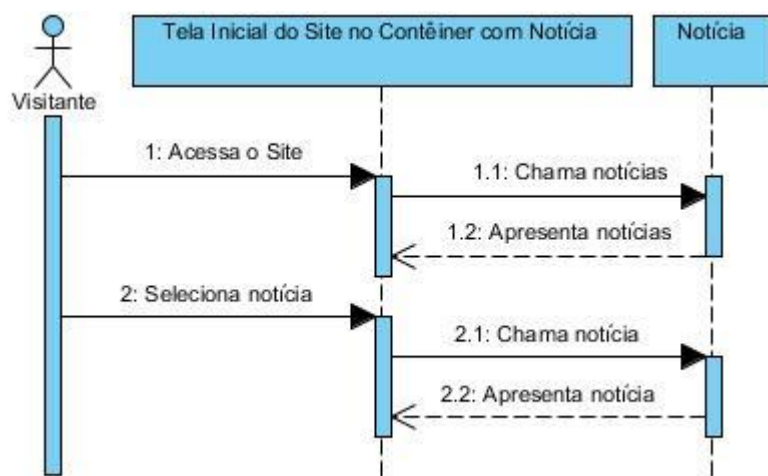 Tela Inicial do Site no Contêiner com Notícia
Notícia
Visitante
1: Acessa o Site
1.1: Chama notícias
1.2: Apresenta notícias
2: Seleciona notícia
2.1: Chama notícia
2.2: Apresenta notícia